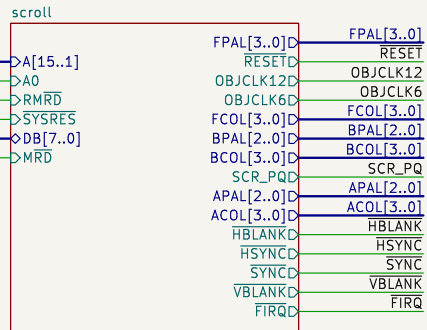 scroll
FPAL[3..0] FPAL[3..0]
RESET RESET
A[15..1]
OBJCLK12 OBJCLK12
A0
OBJCLK6 OBJCLK6
RMRD
FCOL[3..0] FCOL[3..0]
SYSRES
BPAL[2..0] BPAL[2..0]
DB[7..0]
BCOL[3..0] BCOL[3..0]
MRD
SCR_PQ SCR_PQ
APAL[2..0] APAL[2..0]
ACOL[3..0] ACOL[3..0]
HBLANK HBLANK
HSYNC HSYNC
SYNC SYNC
VBLANK VBLANK
FIRQ FIRQ